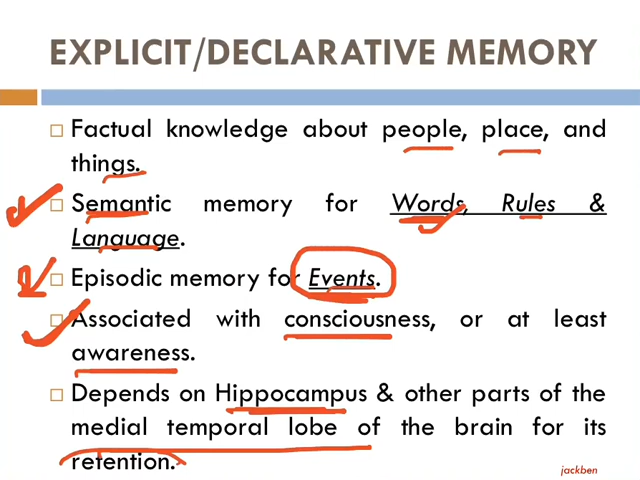 EXPLICIT/DECLARATIVE MEMORY
Factual knowledge about people, place, and
things.
Semantic memory for Words, Rules &
Language.
Episodic memory for Events.
Associated with consciousness, or at least
awareness.
Depends on Hippocampus & other parts of the
medial temporal lobe of the brain for its
retention.
jackben